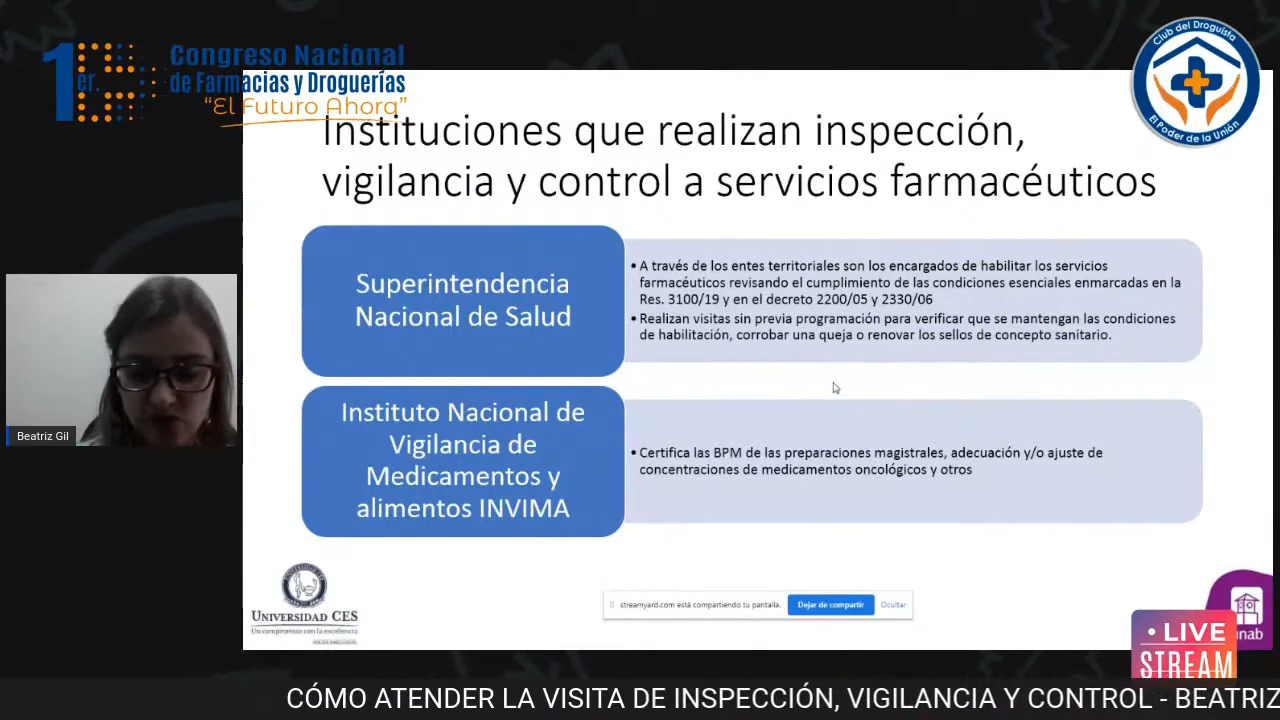 1er.
Congreso Nacional
de Farmacias y Droguerías
“El Futuro Ahora”
Club del Droguista
El Poder de la Unión
Instituciones que realizan inspección,
vigilancia y control a servicios farmacéuticos
Superintendencia
Nacional de Salud
• A través de los entes territoriales son los encargados de habilitar los servicios
farmacéuticos revisando el cumplimiento de las condiciones esenciales enmarcadas en la
Res. 3100/19 y en el decreto 2200/05 y 2330/06
• Realizan visitas sin previa programación para verificar que se mantengan las condiciones
de habilitación, corrobar una queja o renovar los sellos de concepto sanitario.
Beatriz Gil
Instituto Nacional de
Vigilancia de
Medicamentos y
alimentos INVIMA
• Certifica las BPM de las preparaciones magistrales, adecuación y/o ajuste de
concentraciones de medicamentos oncológicos y otros
UNIVERSIDAD CES
Un compromiso con la excelencia
streamyard.com está compartiendo tu pantalla.
Dejar de compartir
Ocultar
unab
• LIVE
STREAM
CÓMO ATENDER LA VISITA DE INSPECCIÓN, VIGILANCIA Y CONTROL - BEATRIZ